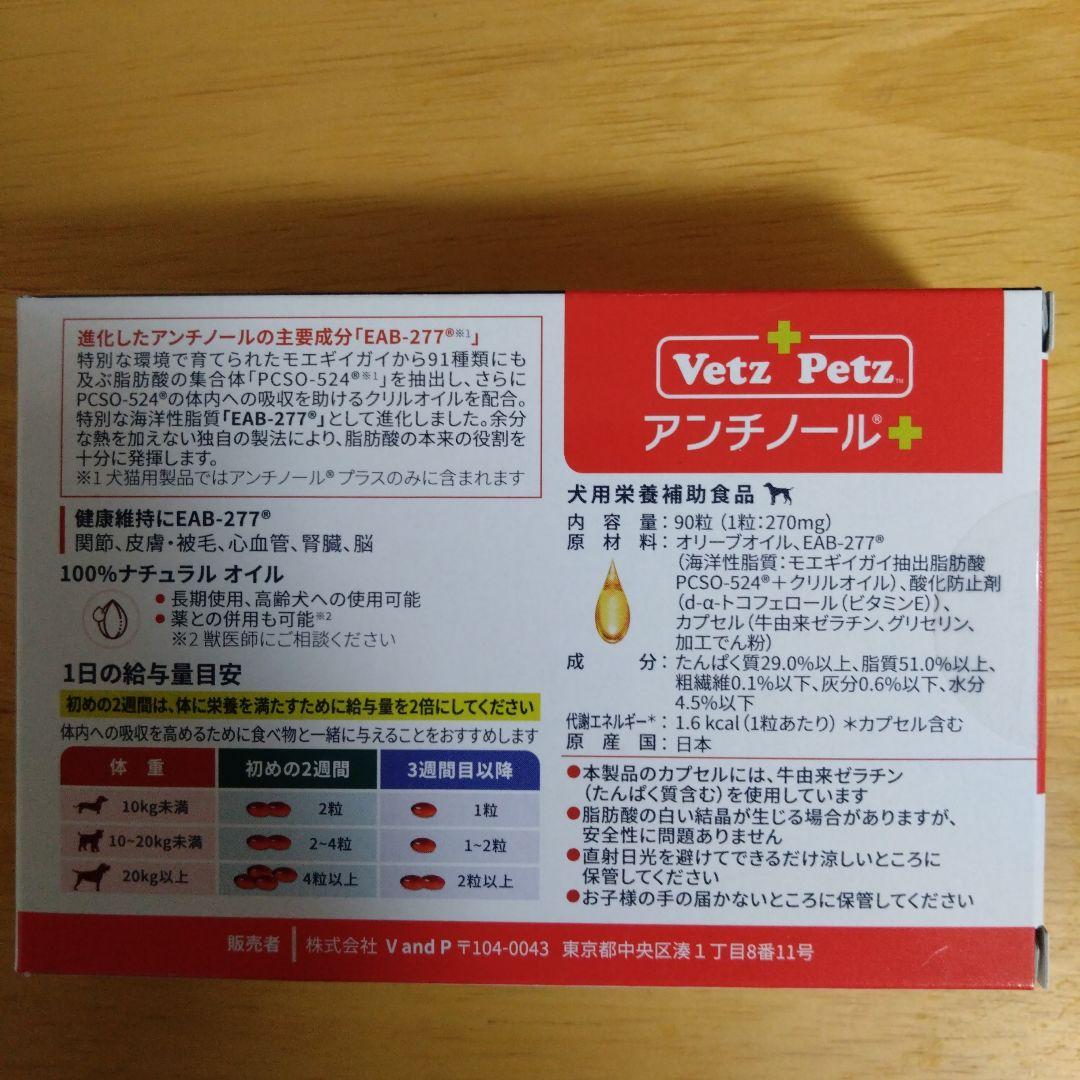 進化したアンチノールの主要成分「EAB-277®※1」
特別な環境で育てられたモエギイガイから91種類にも
及ぶ脂肪酸の集合体「PCSO-524®※1」を抽出し、さらに
PCSO-524®の体内への吸収を助けるクリルオイルを配合。
特別な海洋性脂質「EAB-277®」として進化しました。余分
な熱を加えない独自の製法により、脂肪酸の本来の役割を
十分に発揮します。
※1 犬猫用製品ではアンチノール® プラスのみに含まれます
健康維持にEAB-277®
関節、皮膚・被毛、心血管、腎臓、脳
100%ナチュラル オイル
● 長期使用、高齢犬への使用可能
● 薬との併用も可能※2
※2 獣医師にご相談ください
1日の給与量目安
初めの2週間は、体に栄養を満たすために給与量を2倍にしてください
体内への吸収を高めるために食べ物と一緒に与えることをおすすめします
体 重 初めの2週間 3週間目以降
10kg未満 2粒 1粒
10~20kg未満 2~4粒 1~2粒
20kg以上 4粒以上 2粒以上
Vetz Petz™
アンチノール®
犬用栄養補助食品
内 容 量：90粒（1粒：270mg）
原 材 料：オリーブオイル、EAB-277®
（海洋性脂質：モエギイガイ抽出脂肪酸
PCSO-524®＋クリルオイル）、酸化防止剤
（d-α-トコフェロール（ビタミンE））、
カプセル（牛由来ゼラチン、グリセリン、
加工でん粉）
成 分：たんぱく質29.0%以上、脂質51.0%以上、
粗繊維0.1%以下、灰分0.6%以下、水分
4.5%以下
代謝エネルギー＊：1.6 kcal（1粒あたり）＊カプセル含む
原 産 国：日本
●本製品のカプセルには、牛由来ゼラチン
（たんぱく質含む）を使用しています
●脂肪酸の白い結晶が生じる場合がありますが、
安全性に問題ありません
●直射日光を避けてできるだけ涼しいところに
保管してください
●お子様の手の届かないところに保管してください
販売者 株式会社 V and P 〒104-0043 東京都中央区湊1丁目8番11号